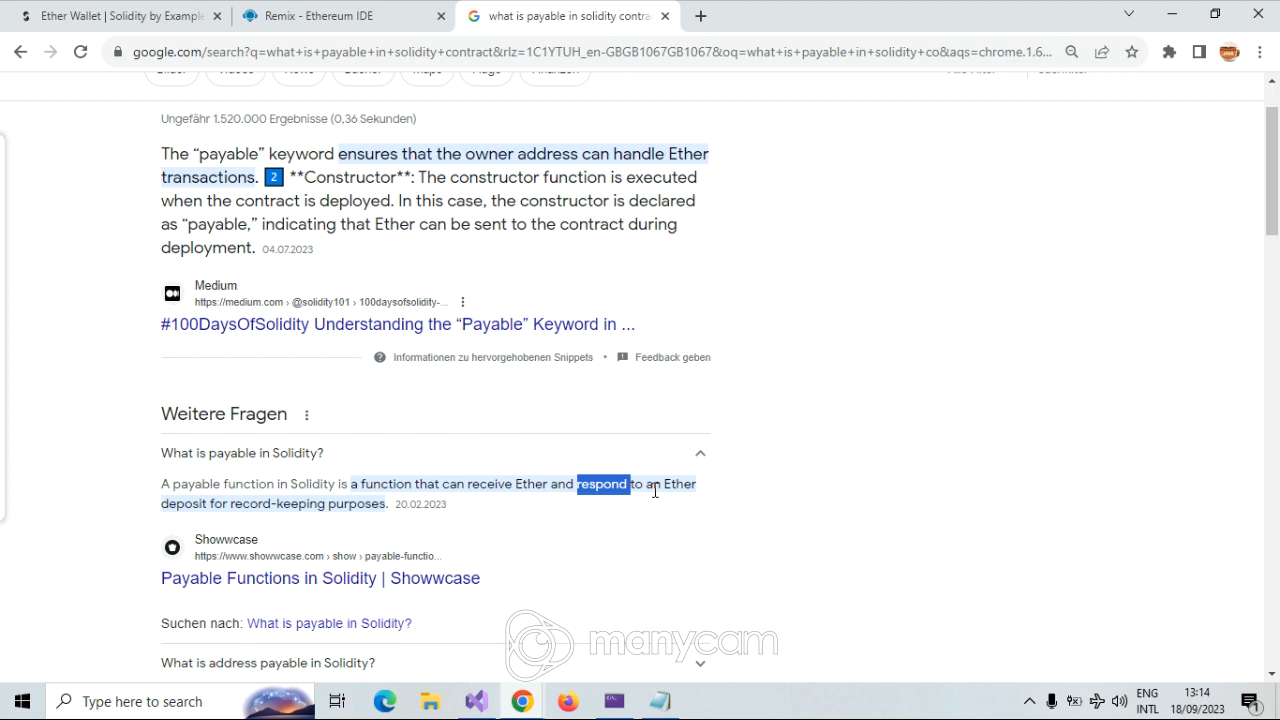 Ether Wallet | Solidity by Example
Remix - Ethereum IDE
what is payable in solidity contra
google.com/search?q=what+is+payable+in+solidity+contract&rlz=1C1YTUH_en-GBGB1067GB1067&oq=what+is+payable+in+solidity+co&aqs=chrome.1.6...
Ungefähr 1.520.000 Ergebnisse (0,36 Sekunden)
The “payable” keyword ensures that the owner address can handle Ether
transactions. 2 **Constructor**: The constructor function is executed
when the contract is deployed. In this case, the constructor is declared
as “payable,” indicating that Ether can be sent to the contract during
deployment. 04.07.2023
Medium
https://medium.com › @solidity101 › 100daysofsolidity-...
#100DaysOfSolidity Understanding the “Payable” Keyword in ...
Informationen zu hervorgehobenen Snippets • Feedback geben
Weitere Fragen
What is payable in Solidity?
A payable function in Solidity is a function that can receive Ether and respond to an Ether
deposit for record-keeping purposes. 20.02.2023
Showwcase
https://www.showwcase.com › show › payable-functio...
Payable Functions in Solidity | Showwcase
Suchen nach: What is payable in Solidity?
manycam
What is address payable in Solidity?
Type here to search
ENG
INTL
13:14
18/09/2023
1